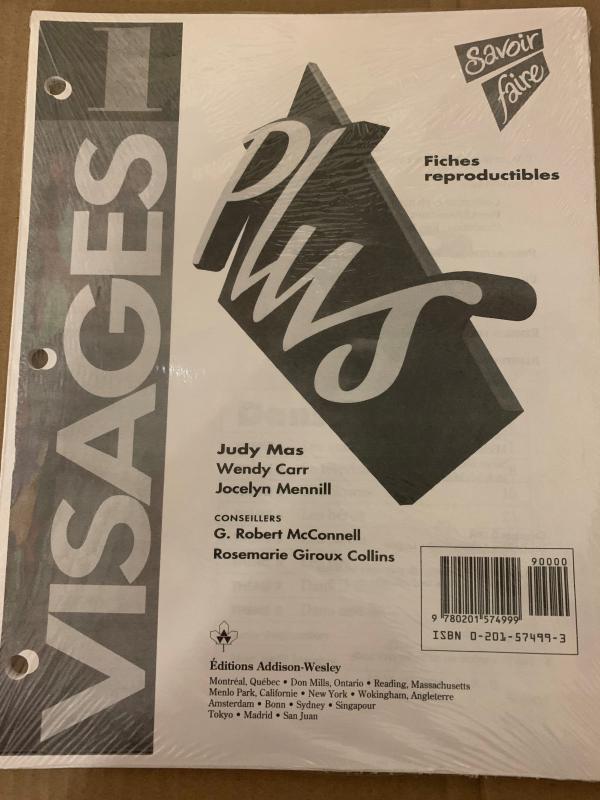 VISAGES 1
Plus
Savoir
faire
Fiches
reproductibles
Judy Mas
Wendy Carr
Jocelyn Mennill
CONSEILLERS
G. Robert McConnell
Rosemarie Giroux Collins
90000
9 780201 574999
ISBN 0-201-57499-3
Éditions Addison-Wesley
Montréal, Québec • Don Mills, Ontario • Reading, Massachusetts
Menlo Park, Californie • New York • Wokingham, Angleterre
Amsterdam • Bonn • Sydney • Singapour
Tokyo • Madrid • San Juan